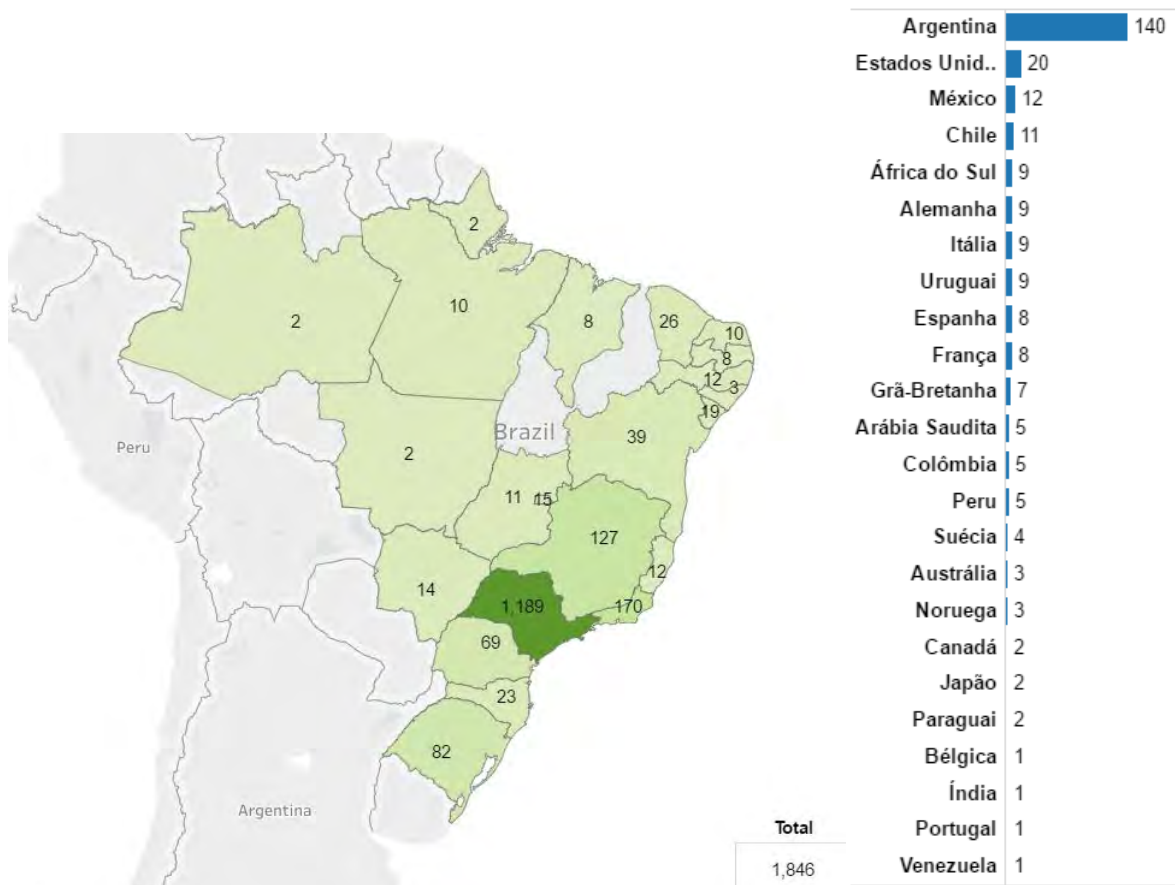 2
10
2
8
26
10
8
12
3
19
Peru
Brazil
39
2
11
15
127
12
14
1,189
170
69
23
82
Argentina
Total
1,846
Argentina 140
Estados Unid.. 20
México 12
Chile 11
África do Sul 9
Alemanha 9
Itália 9
Uruguai 9
Espanha 8
França 8
Grã-Bretanha 7
Arábia Saudita 5
Colômbia 5
Peru 5
Suécia 4
Austrália 3
Noruega 3
Canadá 2
Japão 2
Paraguai 2
Bélgica 1
Índia 1
Portugal 1
Venezuela 1